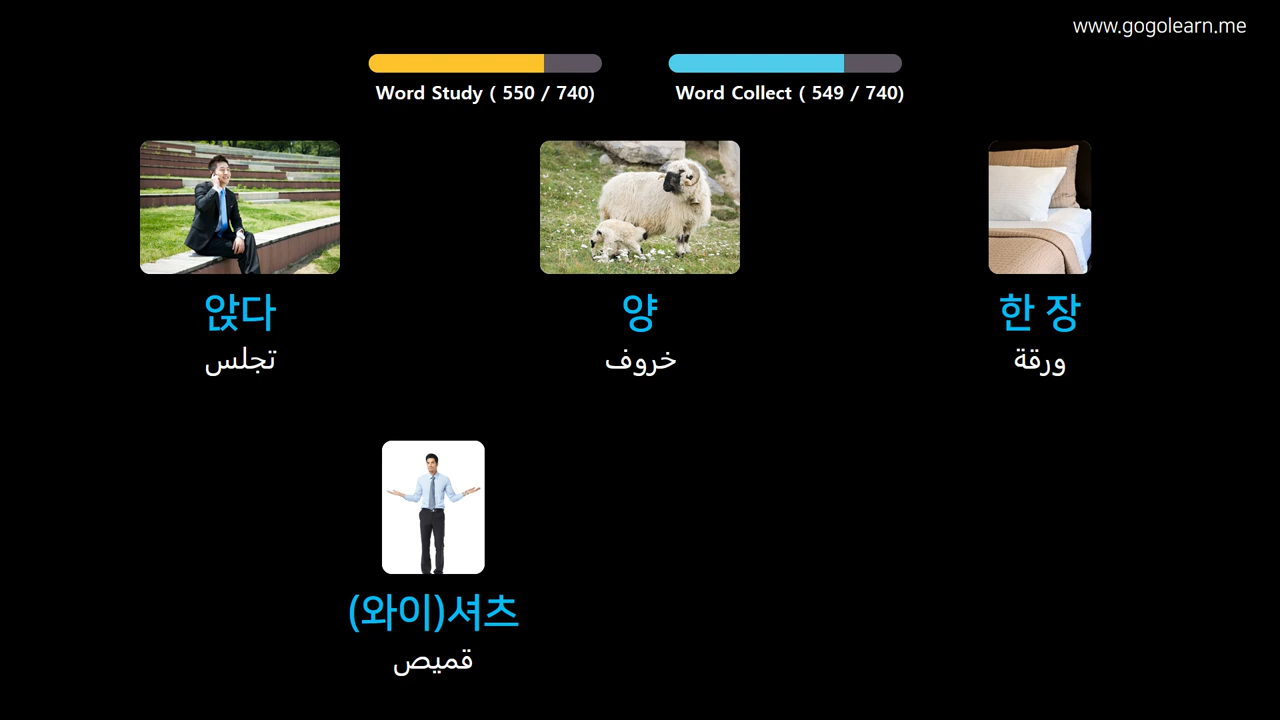 www.gogolearn.me
Word Study ( 550 / 740)
Word Collect ( 549 / 740)
앉다
تجلس
양
خروف
한 장
ورقة
(와이)셔츠
قميص